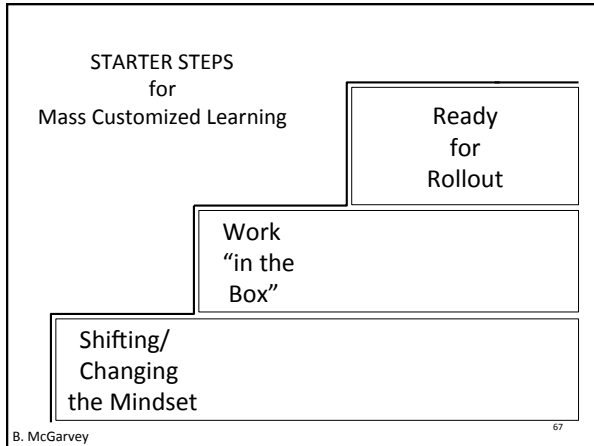 STARTER STEPS
for
Mass Customized Learning
Ready
for
Rollout
Work
“in the
Box”
Shifting/
Changing
the Mindset
B. McGarvey
67